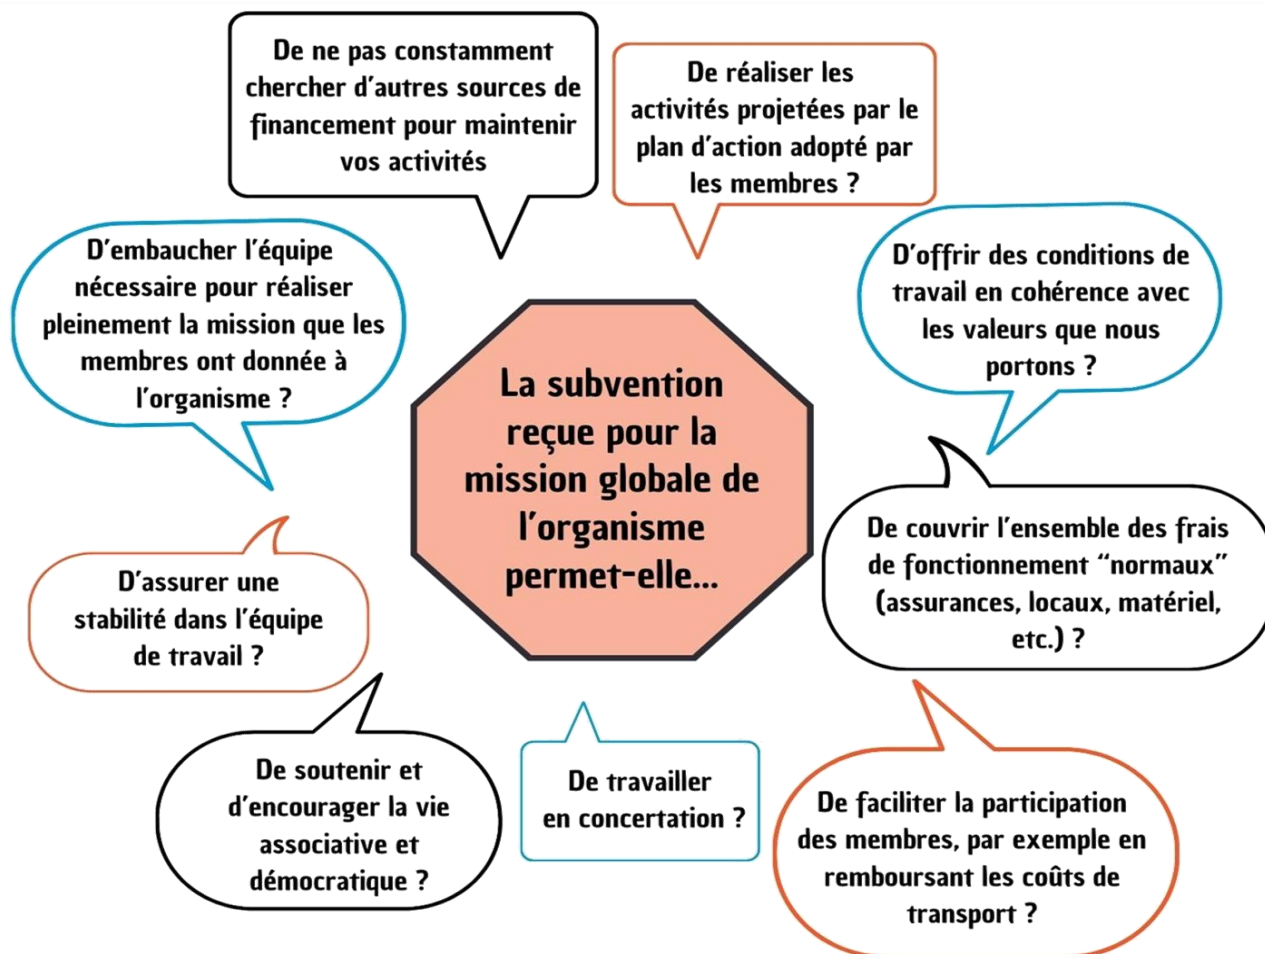 De ne pas constamment
chercher d'autres sources de
financement pour maintenir
vos activités
De réaliser les
activités projetées par le
plan d'action adopté par
les membres ?
D'embaucher l'équipe
nécessaire pour réaliser
pleinement la mission que les
membres ont donnée à
l'organisme ?
D'offrir des conditions de
travail en cohérence avec
les valeurs que nous
portons ?
La subvention
reçue pour la
mission globale de
l'organisme
permet-elle...
De couvrir l'ensemble des frais
de fonctionnement “normaux”
(assurances, locaux, matériel,
etc.) ?
D'assurer une
stabilité dans l'équipe
de travail ?
De soutenir et
d'encourager la vie
associative et
démocratique ?
De travailler
en concertation ?
De faciliter la participation
des membres, par exemple en
remboursant les coûts de
transport ?